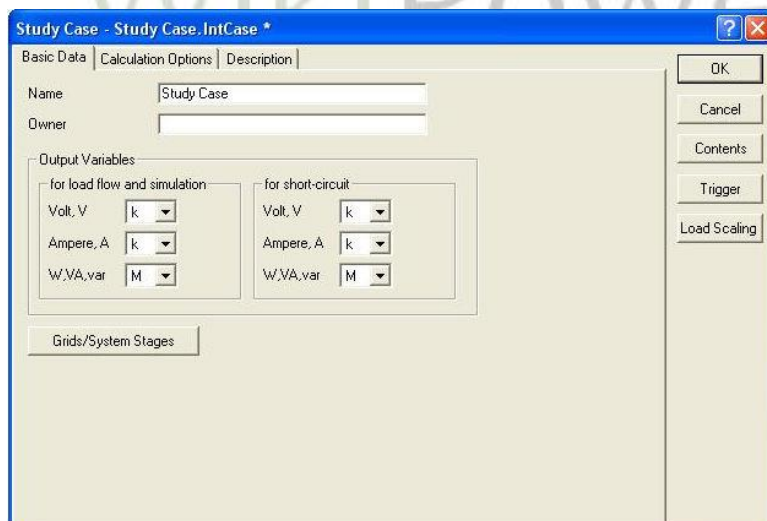 Study Case - Study Case.IntCase *
Basic Data
Calculation Options
Description
Name
Study Case
Owner
Output Variables
for load flow and simulation
Volt, V
k
Ampere, A
k
W,VA,var
M
for short-circuit
Volt, V
k
Ampere, A
k
W,VA,var
M
Grids/System Stages
OK
Cancel
Contents
Trigger
Load Scaling